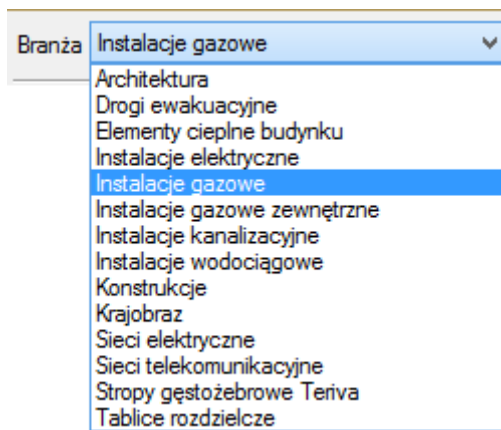 Branża Instalacje gazowe
Architektura
Drogi ewakuacyjne
Elementy cieplne budynku
Instalacje elektryczne
Instalacje gazowe
Instalacje gazowe zewnętrzne
Instalacje kanalizacyjne
Instalacje wodociągowe
Konstrukcje
Krajobraz
Sieci elektryczne
Sieci telekomunikacyjne
Stropy gęstożebrowe Teriva
Tablice rozdzielcze